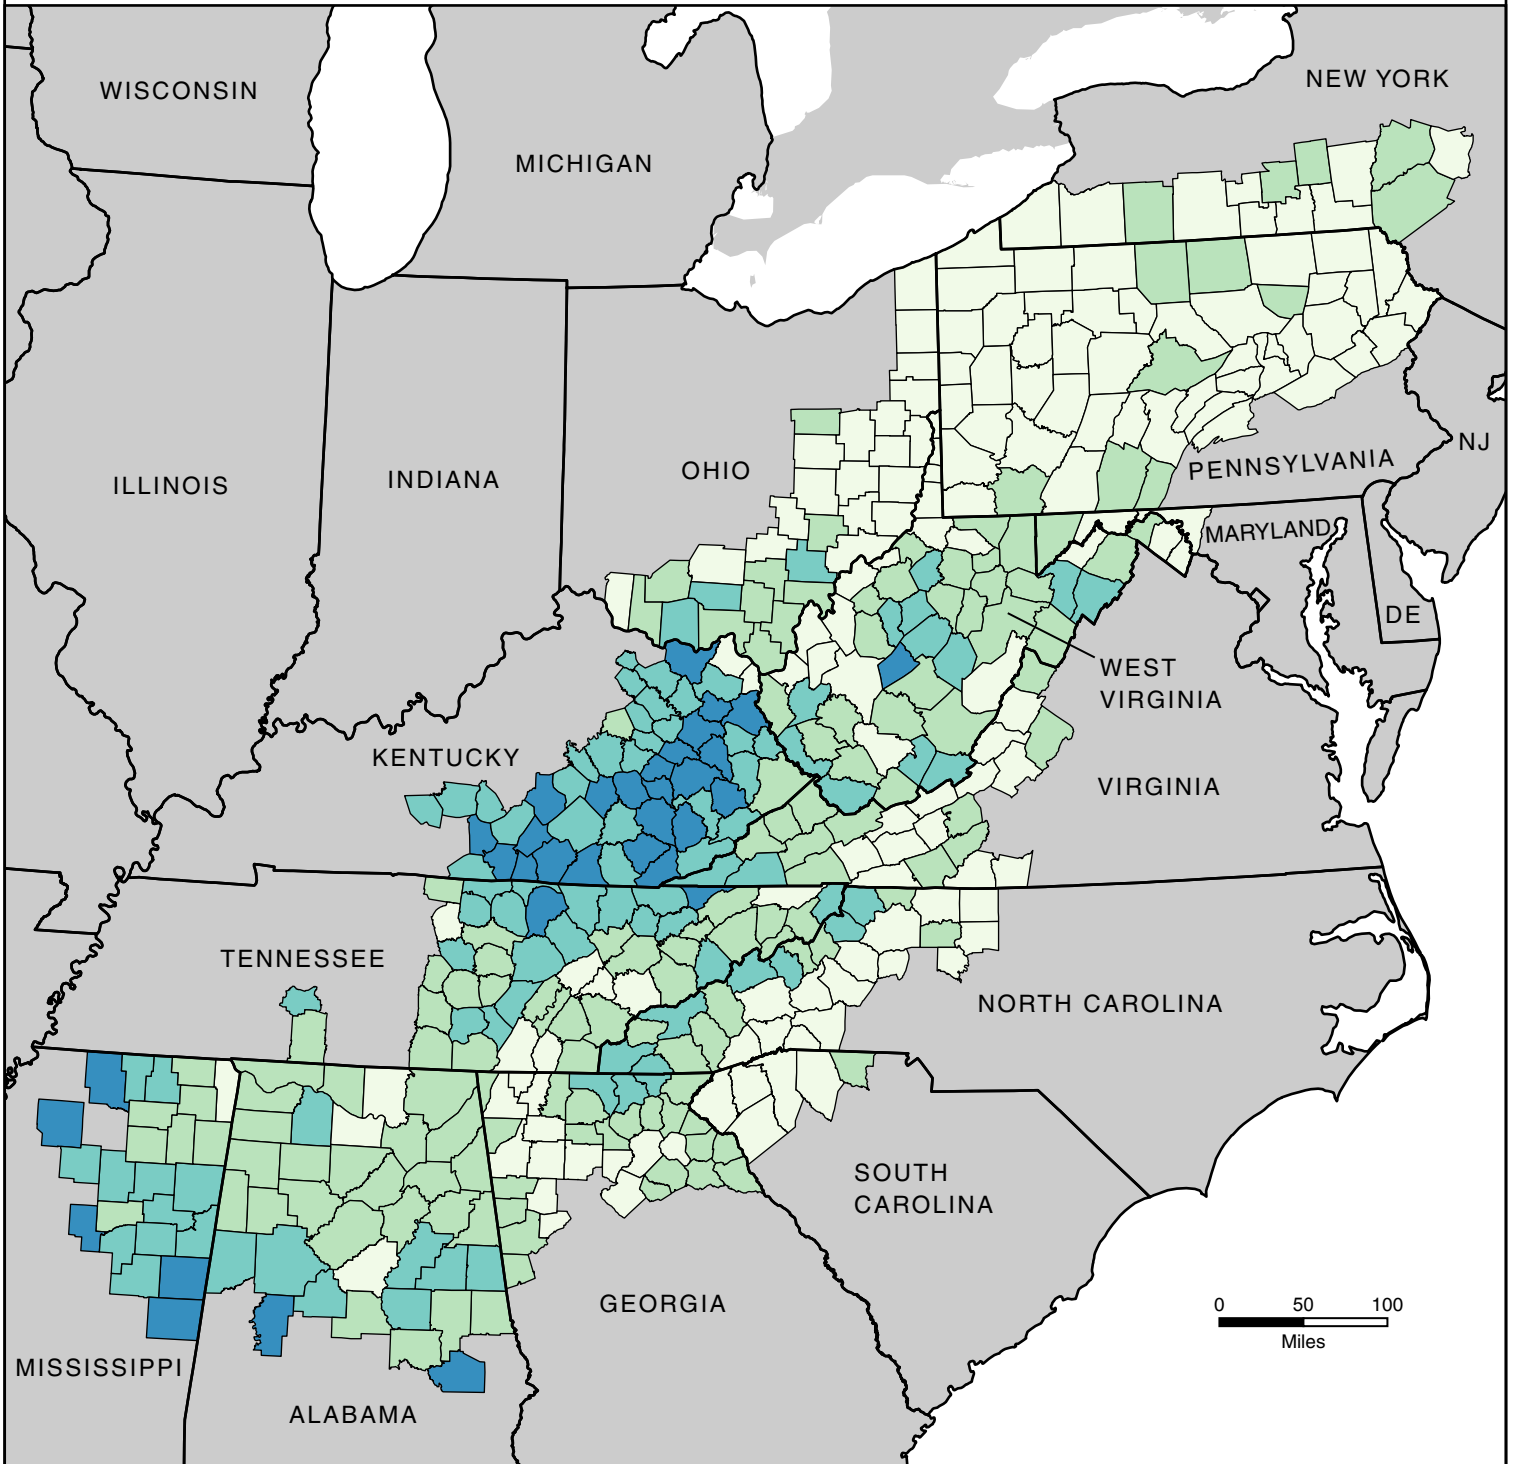 WISCONSIN
MICHIGAN
NEW YORK
ILLINOIS
INDIANA
OHIO
PENNSYLVANIA
NJ
MARYLAND
DE
WEST
VIRGINIA
KENTUCKY
VIRGINIA
TENNESSEE
NORTH CAROLINA
SOUTH
CAROLINA
GEORGIA
MISSISSIPPI
ALABAMA
0 50 100
Miles